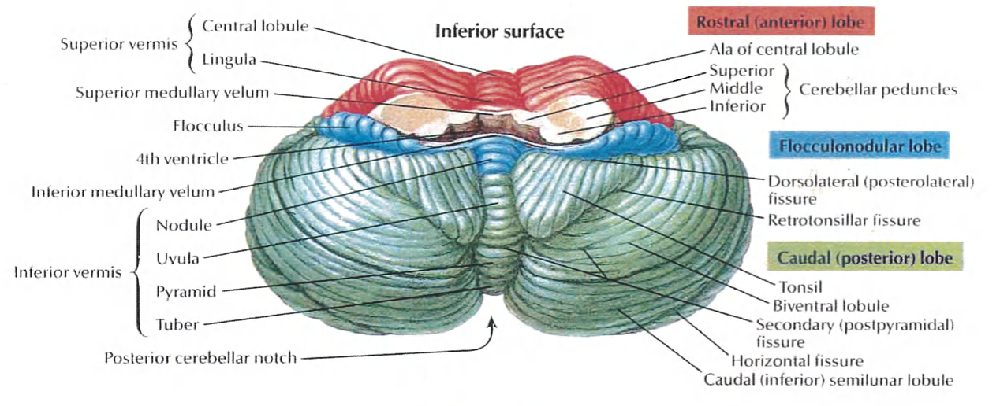 Inferior surface
Superior vermis
Central lobule
Lingula
Superior medullary velum
Flocculus
4th ventricle
Inferior medullary velum
Inferior vermis
Nodule
Uvula
Pyramid
Tuber
Posterior cerebellar notch
Rostral (anterior) lobe
Ala of central lobule
Superior
Middle
Inferior
Cerebellar peduncles
Flocculonodular lobe
Dorsolateral (posterolateral)
fissure
Retrotonsillar fissure
Caudal (posterior) lobe
Tonsil
Biventral lobule
Secondary (postpyramidal)
fissure
Horizontal fissure
Caudal (inferior) semilunar lobule